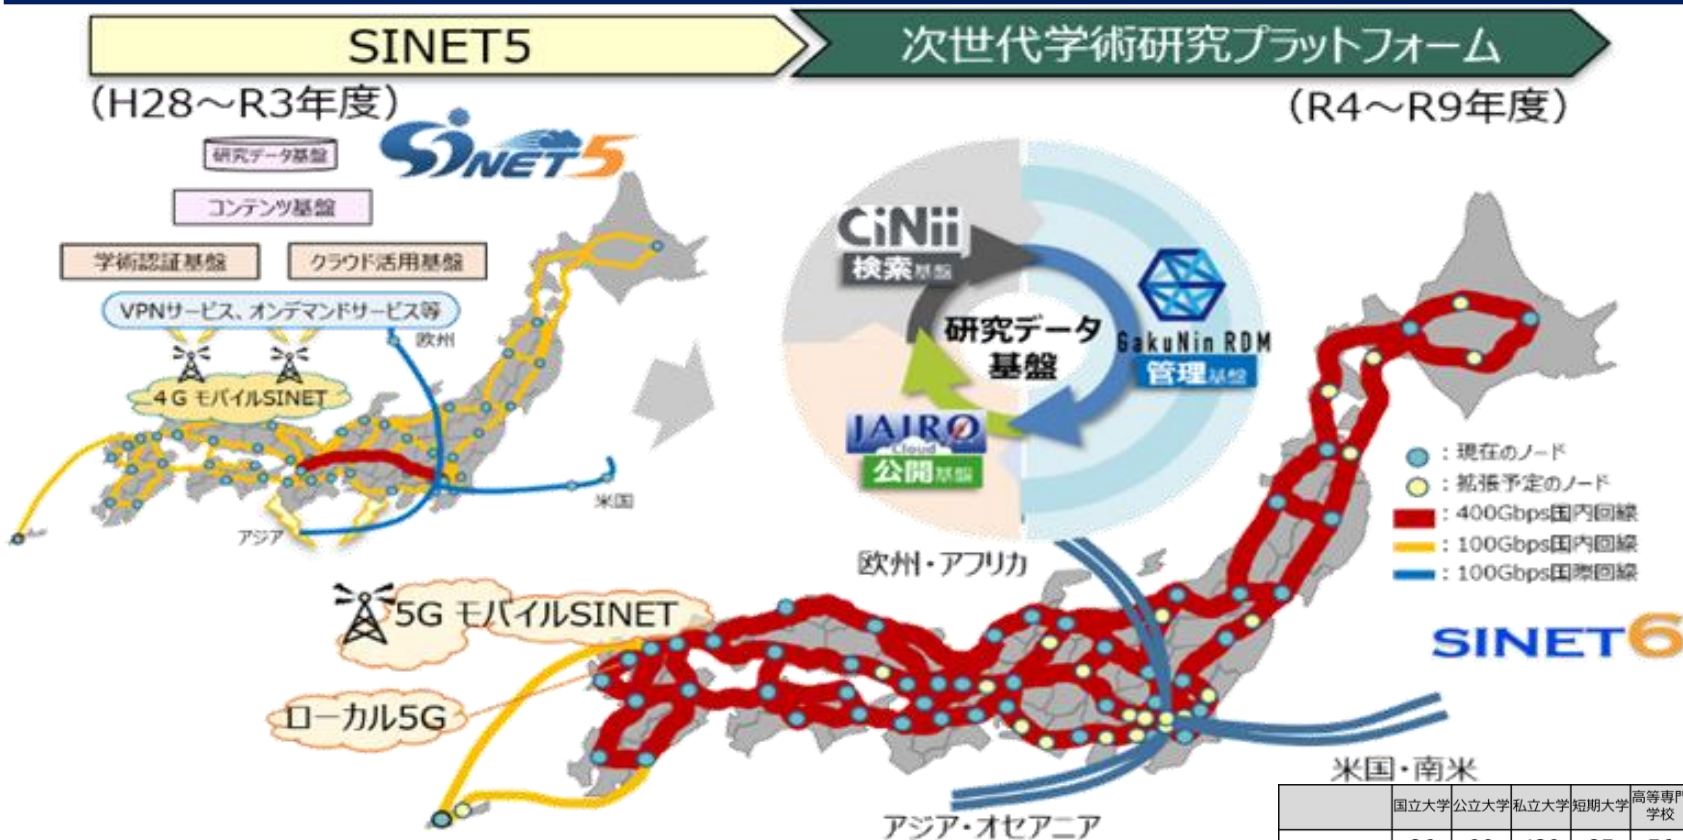 SINET5
次世代学術研究プラットフォーム
(H28～R3年度)
(R4～R9年度)
研究データ基盤
SiNET5
コンテンツ基盤
学術認証基盤
クラウド活用基盤
VPNサービス、オンデマンドサービス等
欧州
4G モバイルSINET
アジア
米国
CiNii
検索基盤
研究データ
基盤
GakuNin RDM
管理基盤
JAIRO
Cloud
公開基盤
：現在のノード
：拡張予定のノード
：400Gbps国内回線
：100Gbps国内回線
：100Gbps国際回線
欧州・アフリカ
5G モバイルSINET
SINET6
ローカル5G
米国・南米
アジア・オセアニア
国立大学 公立大学 私立大学 短期大学 高等専門
学校